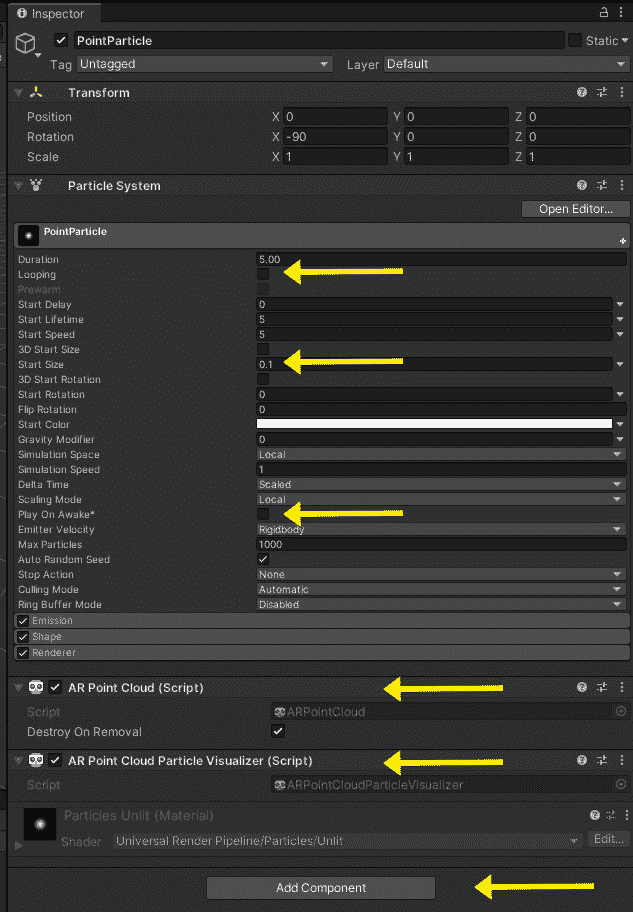 Inspector
PointParticle Static
Tag Untagged Layer Default
Transform
Position X 0 Y 0 Z 0
Rotation X -90 Y 0 Z 0
Scale X 1 Y 1 Z 1
Particle System
Open Editor...
PointParticle
Duration 5.00
Looping
Prewarm
Start Delay 0
Start Lifetime 5
Start Speed 5
3D Start Size
Start Size 0.1
3D Start Rotation
Start Rotation 0
Flip Rotation 0
Start Color
Gravity Modifier 0
Simulation Space Local
Simulation Speed 1
Delta Time Scaled
Scaling Mode Local
Play On Awake*
Emitter Velocity Rigidbody
Max Particles 1000
Auto Random Seed
Stop Action None
Culling Mode Automatic
Ring Buffer Mode Disabled
Emission
Shape
Renderer
AR Point Cloud (Script)
Script ARPointCloud
Destroy On Removal
AR Point Cloud Particle Visualizer (Script)
Script ARPointCloudParticleVisualizer
Particles Unlit (Material)
Shader Universal Render Pipeline/Particles/Unlit Edit...
Add Component